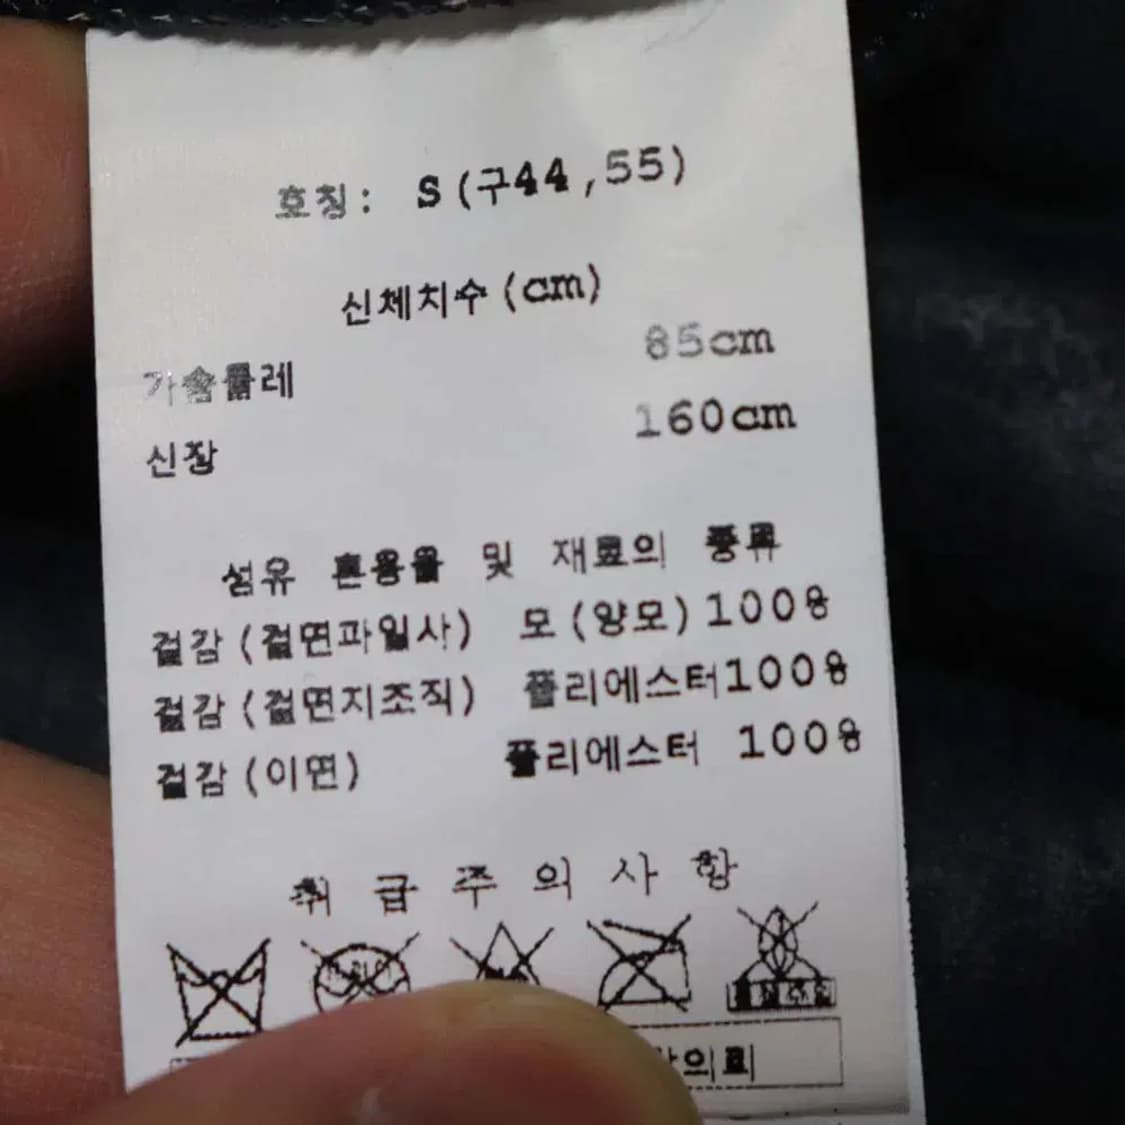 호칭: S(구44,55)
신체치수(cm)
가슴둘레 85cm
신장 160cm
섬유 혼용율 및 재료의 종류
겉감(겉면파일사) 모(양모)100%
겉감(겉면지조직) 폴리에스터100%
겉감(이면) 폴리에스터 100%
취급주의사항